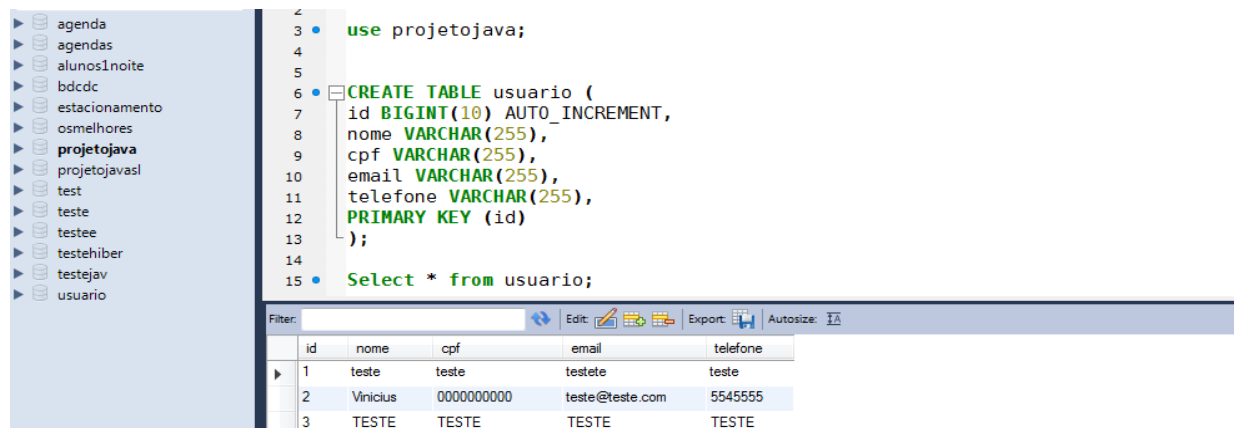 agenda
agendas
alunos1noite
bdcdc
estacionamento
osmelhores
projetojava
projetojavasl
test
teste
testee
testehiber
testejav
usuario
2
3 use projetojava;
4
5
6 CREATE TABLE usuario (
7 id BIGINT(10) AUTO_INCREMENT,
8 nome VARCHAR(255),
9 cpf VARCHAR(255),
10 email VARCHAR(255),
11 telefone VARCHAR(255),
12 PRIMARY KEY (id)
13 );
14
15 Select * from usuario;
Filter: Edit: Export: Autosize:
id nome cpf email telefone
1 teste teste testete teste
2 Vinicius 0000000000 teste@teste.com 5545555
3 TESTE TESTE TESTE TESTE